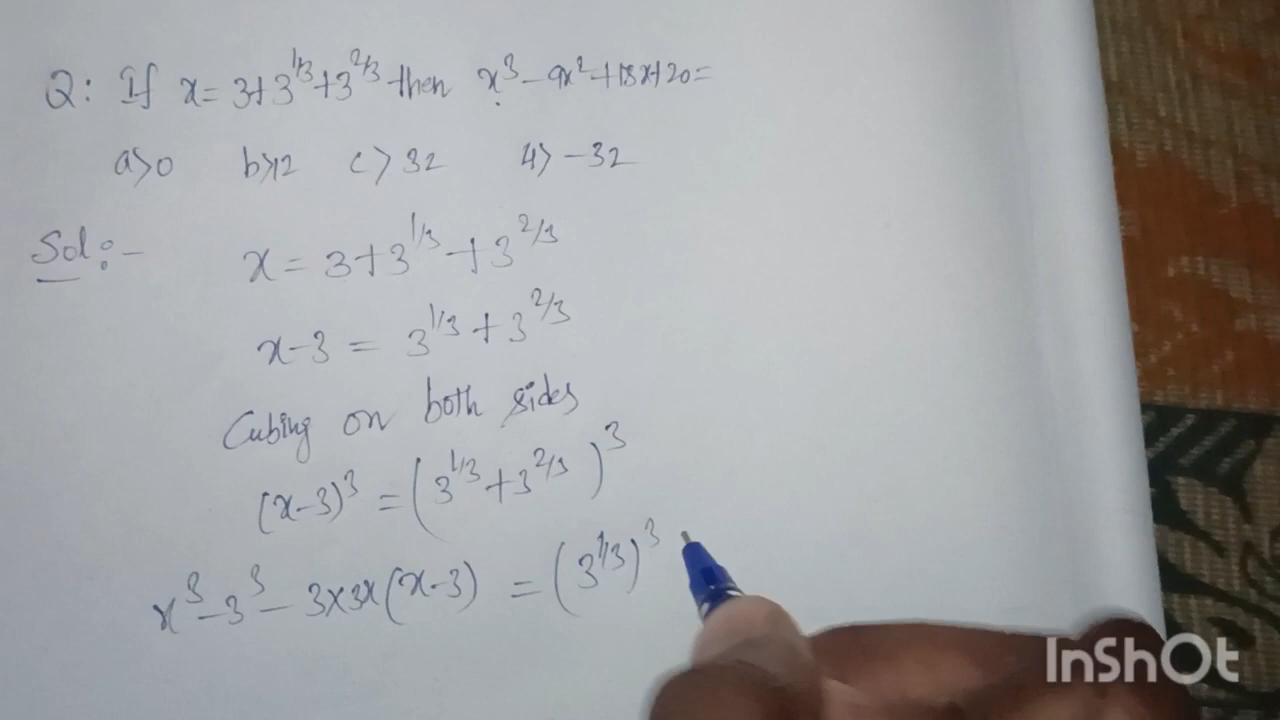 Q: If x = 3+3^{1/3}+3^{2/3} then x^3-9x^2+18x+20=
a>0 b>12 c>32 4>-32
Sol:- x = 3+3^{1/3}+3^{2/3}
x-3 = 3^{1/3}+3^{2/3}
Cubing on both sides
(x-3)^3 = (3^{1/3}+3^{2/3})^3
x^3-3^3-3×3x(x-3) = (3^{1/3})^3
InShOt